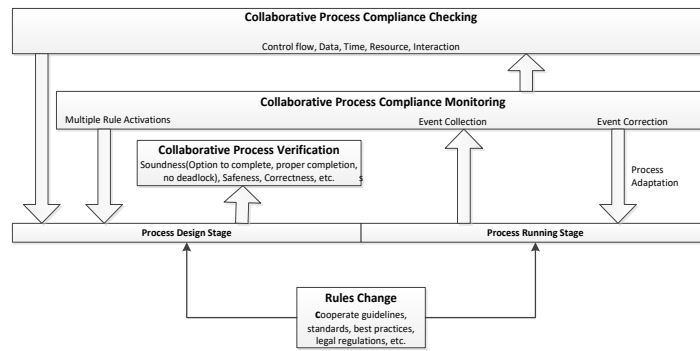 Collaborative Process Compliance Checking
Control flow, Data, Time, Resource, Interaction
Collaborative Process Compliance Monitoring
Multiple Rule Activations
Event Collection
Event Correction
Collaborative Process Verification
Soundness(Option to complete, proper completion,
no deadlock), Safeness, Correctness, etc. s
Process
Adaptation
Process Design Stage
Process Running Stage
Rules Change
Cooperate guidelines,
standards, best practices,
legal regulations, etc.